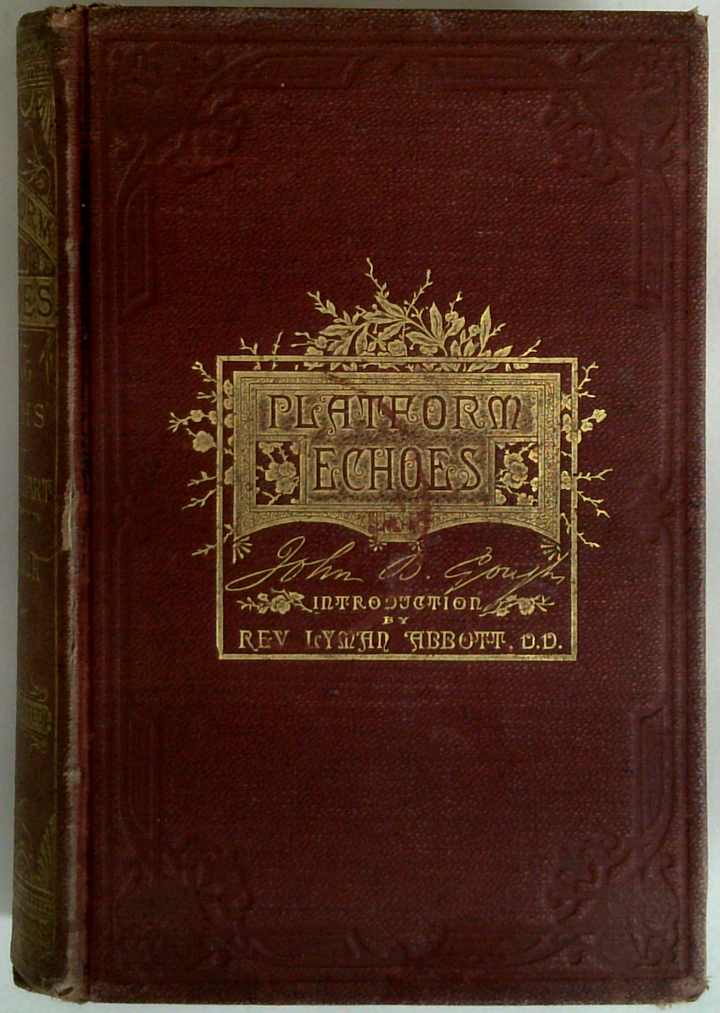 PLATFORM
ECHOES
John B. Gough
INTRODUCTION
BY
REV LYMAN ABBOTT, D.D.